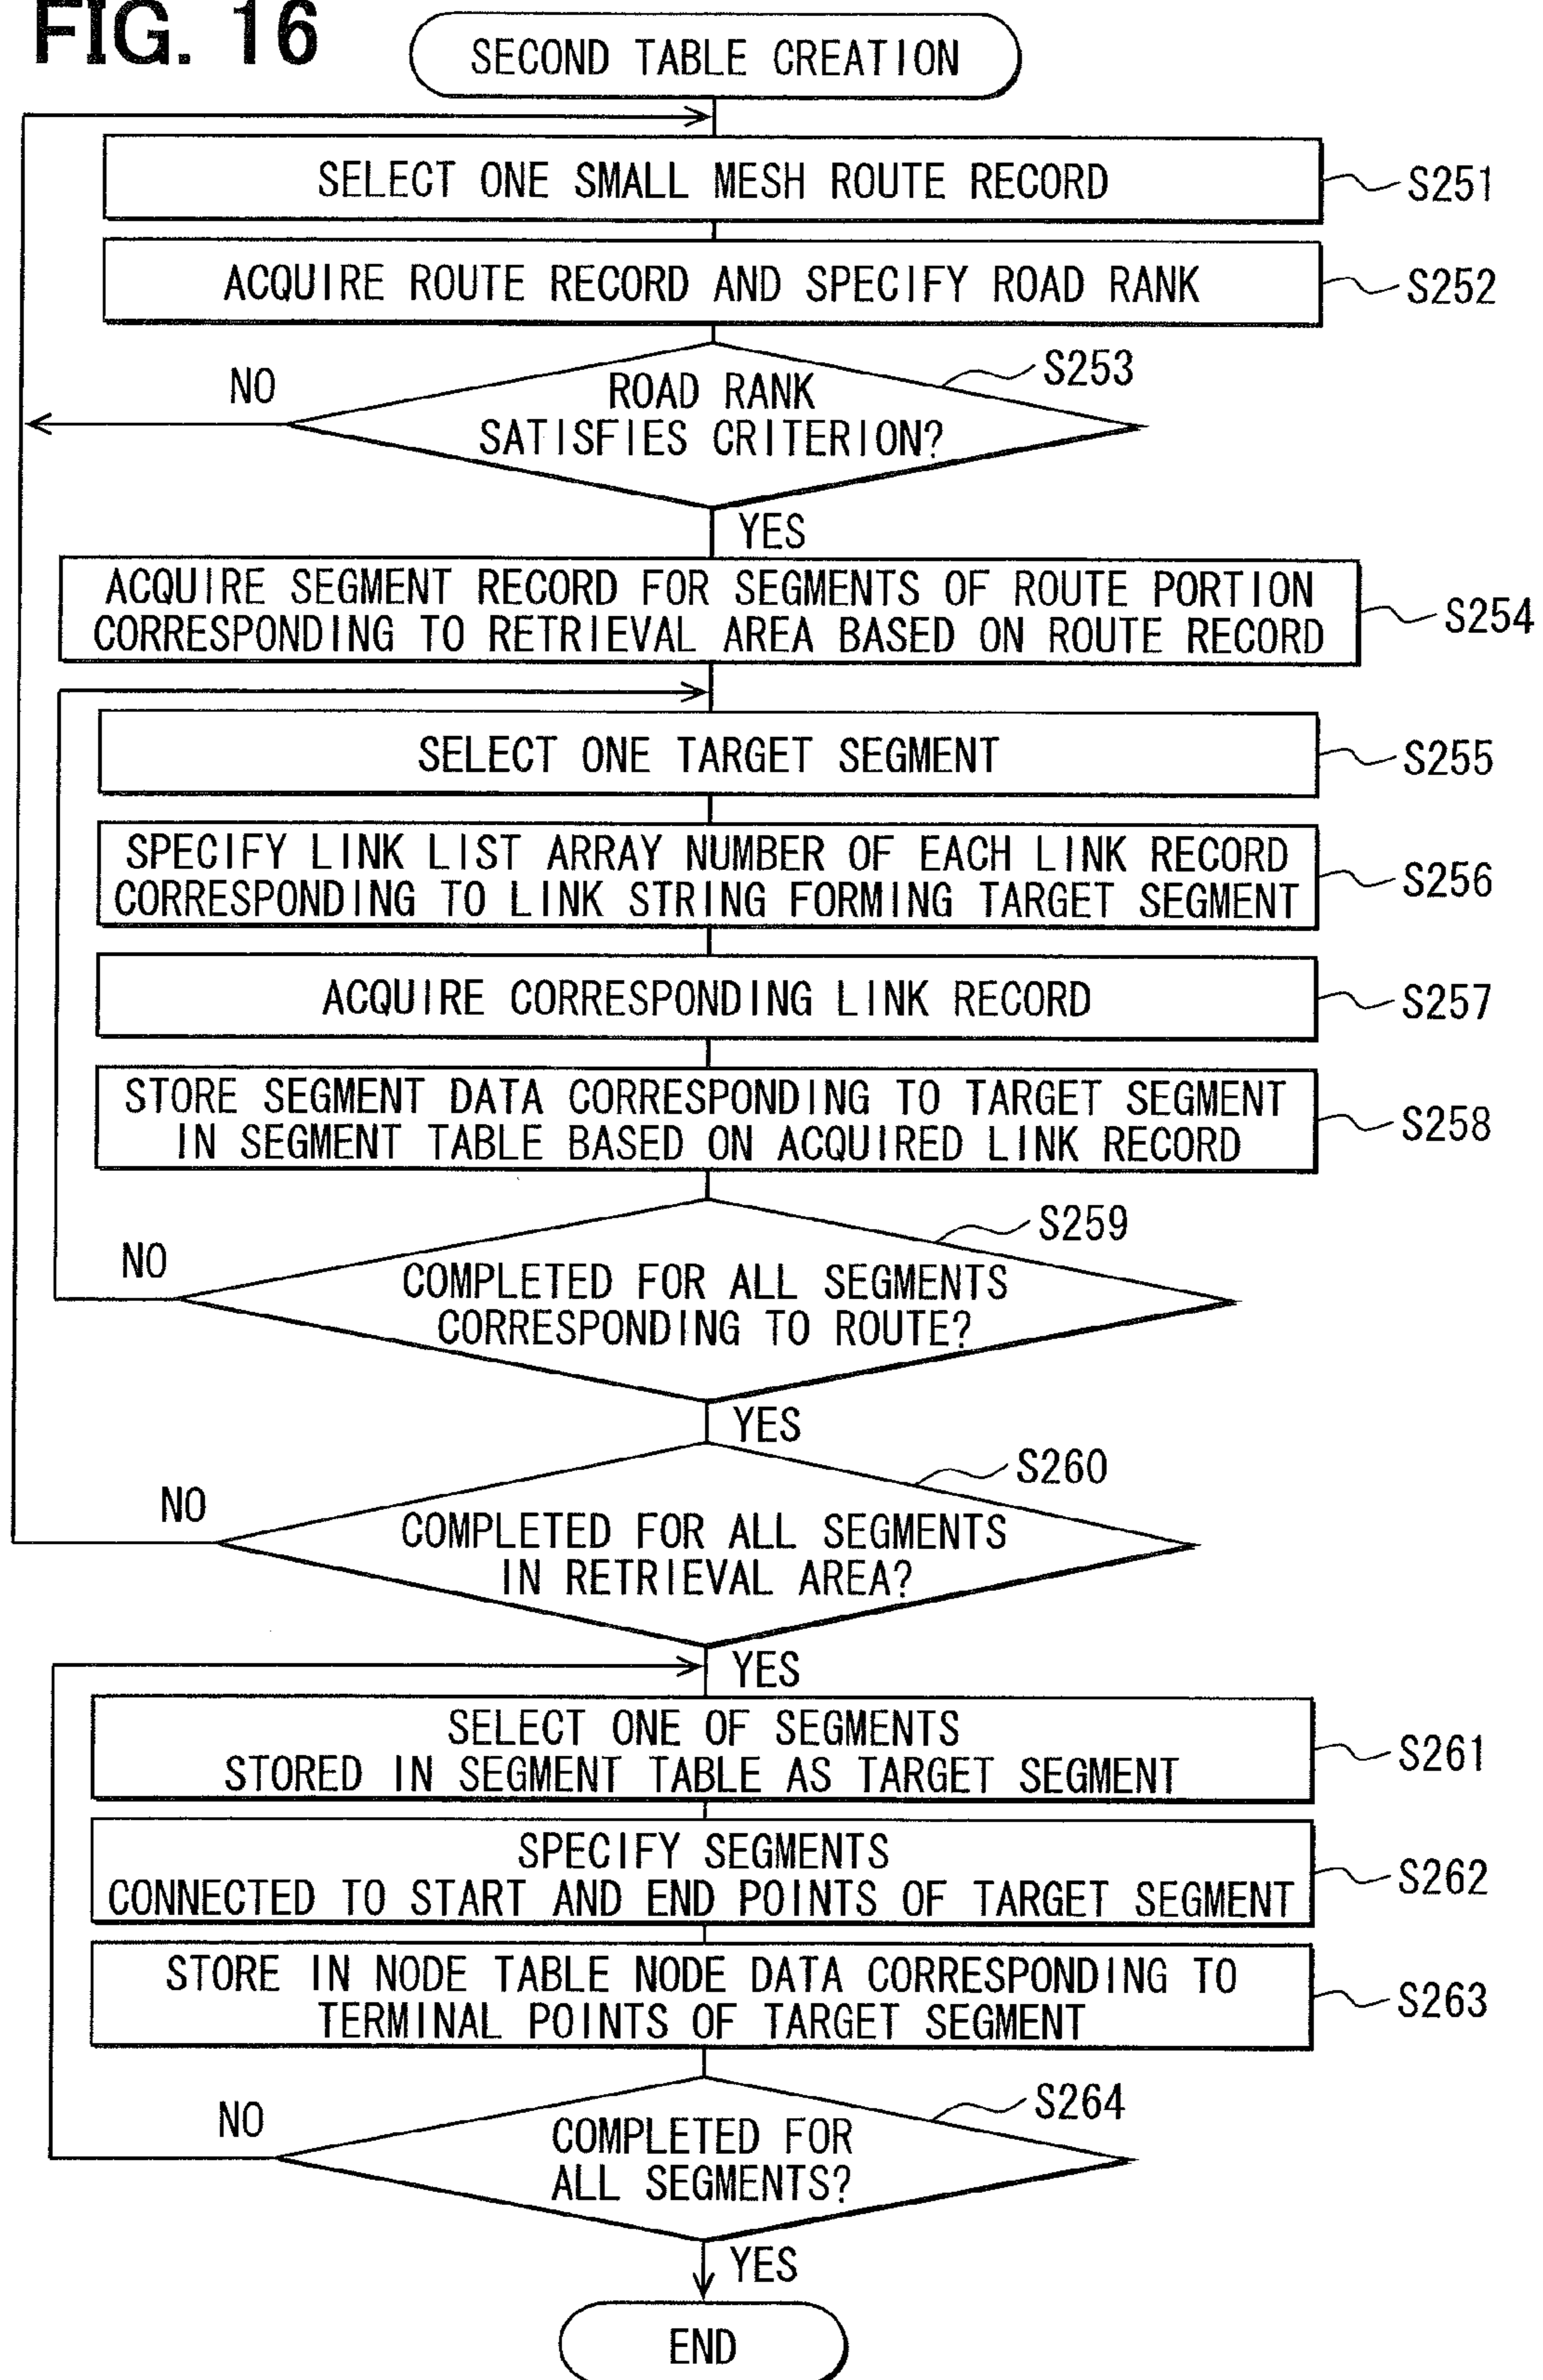 FIG. 16
SECOND TABLE CREATION
SELECT ONE SMALL MESH ROUTE RECORD
S251
ACQUIRE ROUTE RECORD AND SPECIFY ROAD RANK
S252
S253
NO
ROAD RANK
SATISFIES CRITERION?
YES
ACQUIRE SEGMENT RECORD FOR SEGMENTS OF ROUTE PORTION
CORRESPONDING TO RETRIEVAL AREA BASED ON ROUTE RECORD
S254
SELECT ONE TARGET SEGMENT
S255
SPECIFY LINK LIST ARRAY NUMBER OF EACH LINK RECORD
CORRESPONDING TO LINK STRING FORMING TARGET SEGMENT
S256
ACQUIRE CORRESPONDING LINK RECORD
S257
STORE SEGMENT DATA CORRESPONDING TO TARGET SEGMENT
IN SEGMENT TABLE BASED ON ACQUIRED LINK RECORD
S258
S259
NO
COMPLETED FOR ALL SEGMENTS
CORRESPONDING TO ROUTE?
YES
S260
NO
COMPLETED FOR ALL SEGMENTS
IN RETRIEVAL AREA?
YES
SELECT ONE OF SEGMENTS
STORED IN SEGMENT TABLE AS TARGET SEGMENT
S261
SPECIFY SEGMENTS
CONNECTED TO START AND END POINTS OF TARGET SEGMENT
S262
STORE IN NODE TABLE NODE DATA CORRESPONDING TO
TERMINAL POINTS OF TARGET SEGMENT
S263
S264
NO
COMPLETED FOR
ALL SEGMENTS?
YES
END